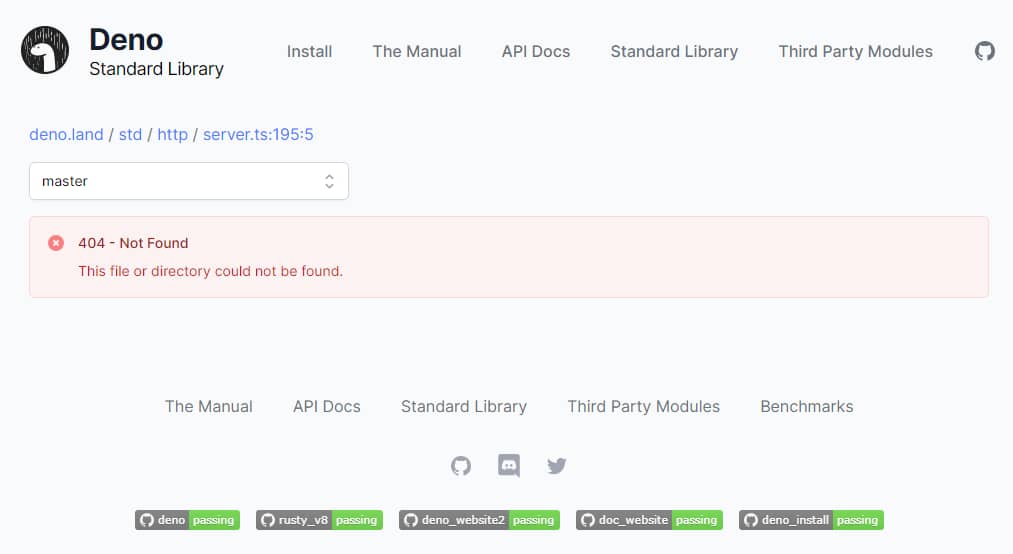 Deno
Standard Library
Install The Manual API Docs Standard Library Third Party Modules
deno.land / std / http / server.ts:195:5
master
404 - Not Found
This file or directory could not be found.
The Manual API Docs Standard Library Third Party Modules Benchmarks
deno passing rusty_v8 passing deno_website2 passing doc_website passing deno_install passing